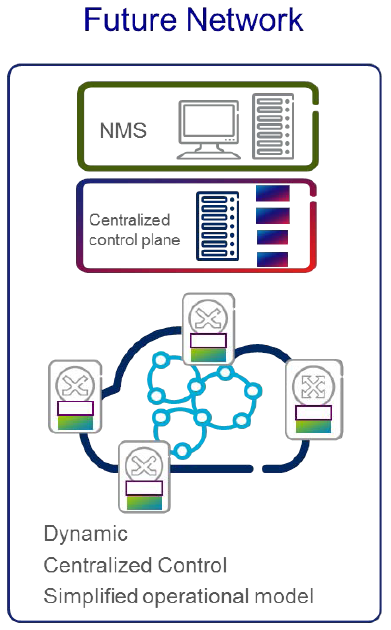 Future Network
NMS
Centralized
control plane
Dynamic
Centralized Control
Simplified operational model